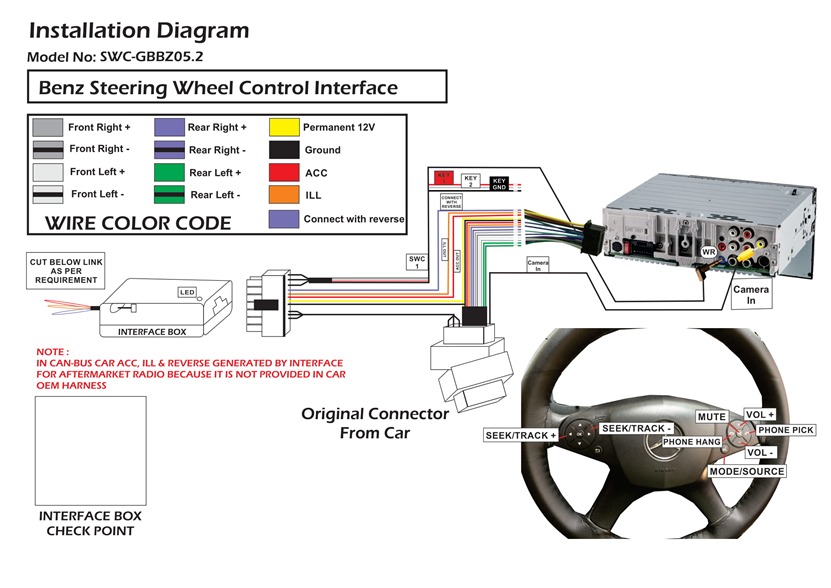 Installation Diagram
Model No: SWC-GBBZ05.2
Benz Steering Wheel Control Interface
Front Right +
Rear Right +
Permanent 12V
Front Right -
Rear Right -
Ground
Front Left +
Rear Left +
ACC
Front Left -
Rear Left -
ILL
Connect with reverse
WIRE COLOR CODE
KEY
1
KEY
2
KEY
GND
CONNECT
WITH
REVERSE
ACC OUT
SWC
1
Camera
In
WR
Camera
In
CUT BELOW LINK
AS PER
REQUIREMENT
LED
INTERFACE BOX
NOTE :
IN CAN-BUS CAR ACC, ILL & REVERSE GENERATED BY INTERFACE
FOR AFTERMARKET RADIO BECAUSE IT IS NOT PROVIDED IN CAR
OEM HARNESS
Original Connector
From Car
INTERFACE BOX
CHECK POINT
MUTE
VOL +
SEEK/TRACK +
SEEK/TRACK -
PHONE PICK
PHONE HANG
VOL -
MODE/SOURCE